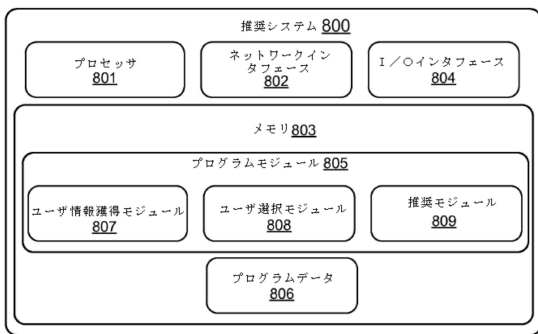 推奨システム 800
プロセッサ
801
ネットワークイン
タフェース
802
I/Oインタフェース
804
メモリ 803
プログラムモジュール 805
ユーザ情報獲得モジュール
807
ユーザ選択モジュール
808
推奨モジュール
809
プログラムデータ
806